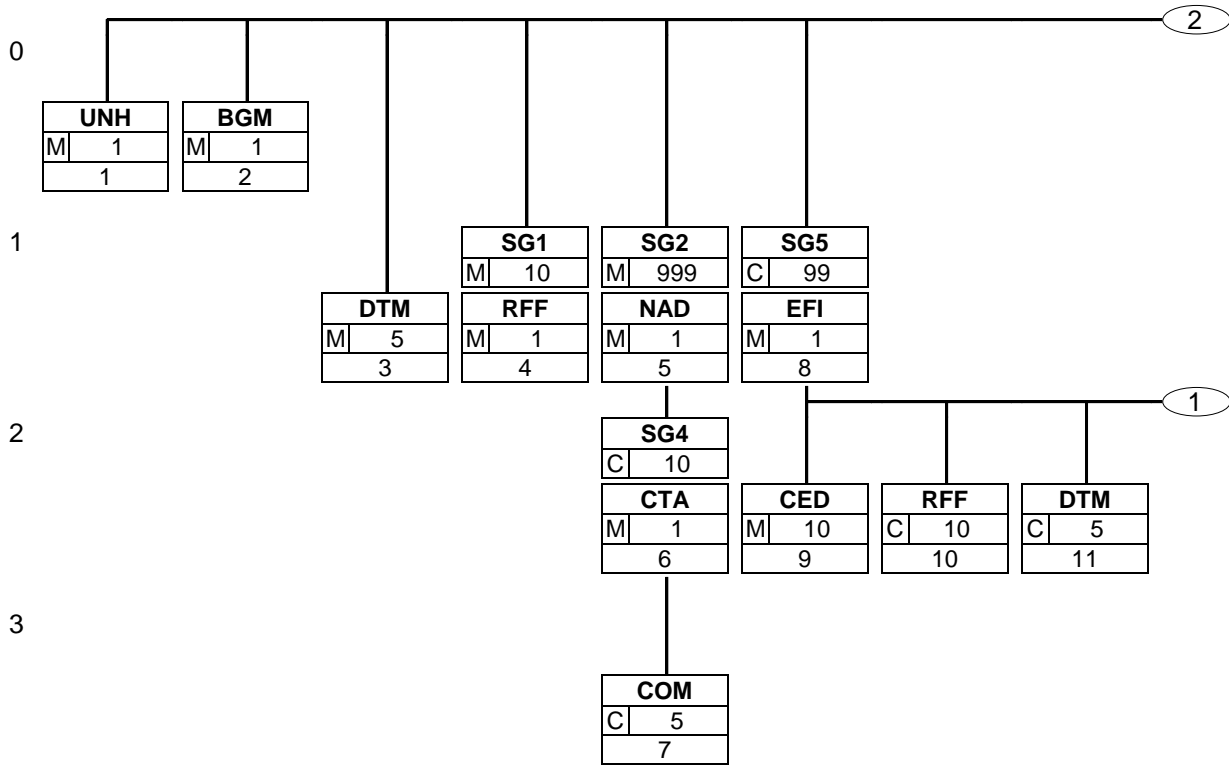 2
0
UNH BGM
M 1 M 1
1 2
1
SG1 SG2 SG5
M 10 M 999 C 99
DTM RFF NAD EFI
M 5 M 1 M 1 M 1
3 4 5 8
1
2
SG4
C 10
CTA CED RFF DTM
M 1 M 10 C 10 C 5
6 9 10 11
3
COM
C 5
7